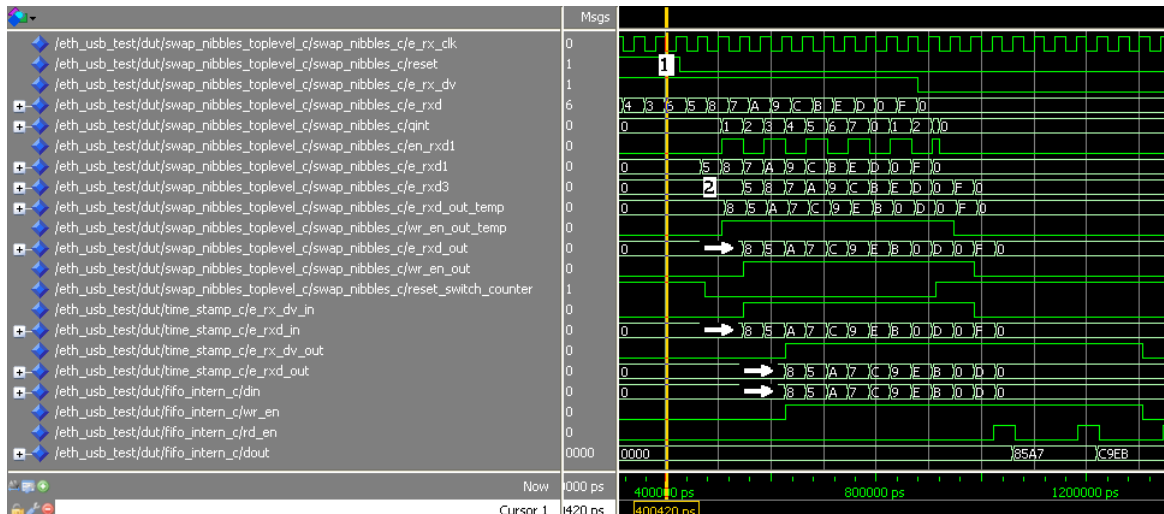 Msgs
/eth_usb_test/dut/swap_nibbles_toplevel_c/swap_nibbles_c/e_rx_clk 0
/eth_usb_test/dut/swap_nibbles_toplevel_c/swap_nibbles_c/reset 1 1
/eth_usb_test/dut/swap_nibbles_toplevel_c/swap_nibbles_c/e_rx_dv 1
/eth_usb_test/dut/swap_nibbles_toplevel_c/swap_nibbles_c/e_rxd 6 4 3 6 5 8 7 A 9 C B E D 0 F 0
/eth_usb_test/dut/swap_nibbles_toplevel_c/swap_nibbles_c/qint 0 0 1 2 3 4 5 6 7 0 1 2 0
/eth_usb_test/dut/swap_nibbles_toplevel_c/swap_nibbles_c/en_rxd1 0
/eth_usb_test/dut/swap_nibbles_toplevel_c/swap_nibbles_c/e_rxd1 0 0 5 8 7 A 9 C B E D 0 F 0
/eth_usb_test/dut/swap_nibbles_toplevel_c/swap_nibbles_c/e_rxd3 0 0 2 5 8 7 A 9 C B E D 0 F 0
/eth_usb_test/dut/swap_nibbles_toplevel_c/swap_nibbles_c/e_rxd_out_temp 0 0 8 5 A 7 C 9 E B 0 D 0 F 0
/eth_usb_test/dut/swap_nibbles_toplevel_c/swap_nibbles_c/wr_en_out_temp 0
/eth_usb_test/dut/swap_nibbles_toplevel_c/swap_nibbles_c/e_rxd_out 0 0 8 5 A 7 C 9 E B 0 D 0 F 0
/eth_usb_test/dut/swap_nibbles_toplevel_c/swap_nibbles_c/wr_en_out 0
/eth_usb_test/dut/swap_nibbles_toplevel_c/swap_nibbles_c/reset_switch_counter 1
/eth_usb_test/dut/time_stamp_c/e_rx_dv_in 0
/eth_usb_test/dut/time_stamp_c/e_rxd_in 0 0 8 5 A 7 C 9 E B 0 D 0 F 0
/eth_usb_test/dut/time_stamp_c/e_rx_dv_out 0
/eth_usb_test/dut/time_stamp_c/e_rxd_out 0 0 8 5 A 7 C 9 E B 0 D 0
/eth_usb_test/dut/fifo_intern_c/din 0 0 8 5 A 7 C 9 E B 0 D 0
/eth_usb_test/dut/fifo_intern_c/wr_en 0
/eth_usb_test/dut/fifo_intern_c/rd_en 0
/eth_usb_test/dut/fifo_intern_c/dout 0000 0000 85A7 C9EB
Now 000 ps 400000 ps 800000 ps 1200000 ps
Cursor 1 420 ps 400420 ps